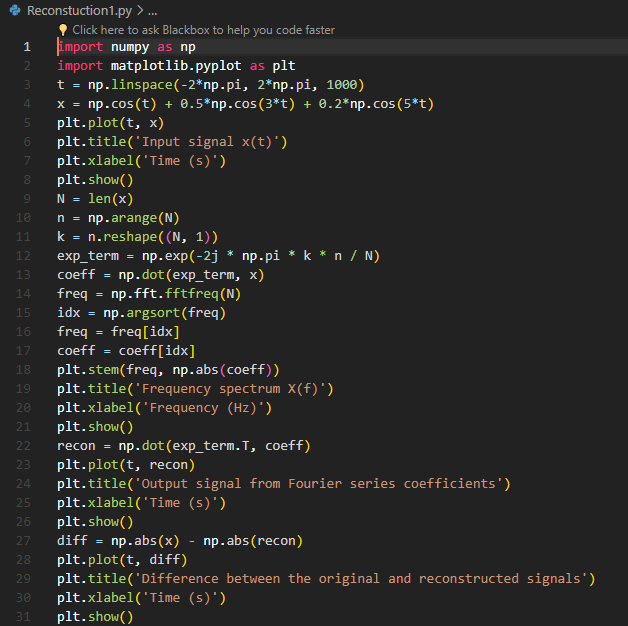 Reconstuction1.py > ...
Click here to ask Blackbox to help you code faster
1 import numpy as np
2 import matplotlib.pyplot as plt
3 t = np.linspace(-2*np.pi, 2*np.pi, 1000)
4 x = np.cos(t) + 0.5*np.cos(3*t) + 0.2*np.cos(5*t)
5 plt.plot(t, x)
6 plt.title('Input signal x(t)')
7 plt.xlabel('Time (s)')
8 plt.show()
9 N = len(x)
10 n = np.arange(N)
11 k = n.reshape((N, 1))
12 exp_term = np.exp(-2j * np.pi * k * n / N)
13 coeff = np.dot(exp_term, x)
14 freq = np.fft.fftfreq(N)
15 idx = np.argsort(freq)
16 freq = freq[idx]
17 coeff = coeff[idx]
18 plt.stem(freq, np.abs(coeff))
19 plt.title('Frequency spectrum X(f)')
20 plt.xlabel('Frequency (Hz)')
21 plt.show()
22 recon = np.dot(exp_term.T, coeff)
23 plt.plot(t, recon)
24 plt.title('Output signal from Fourier series coefficients')
25 plt.xlabel('Time (s)')
26 plt.show()
27 diff = np.abs(x) - np.abs(recon)
28 plt.plot(t, diff)
29 plt.title('Difference between the original and reconstructed signals')
30 plt.xlabel('Time (s)')
31 plt.show()